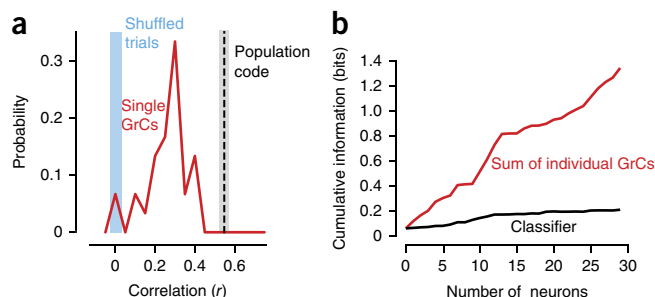 a
Shuffled
trials
Population
code
Single
GrCs
Probability
0.3
0.2
0.1
0
0 0.2 0.4 0.6
Correlation (r)
b
Cumulative information (bits)
1.4
1.2
1.0
0.8
0.6
0.4
0.2
0
Sum of individual GrCs
Classifier
0 5 10 15 20 25 30
Number of neurons